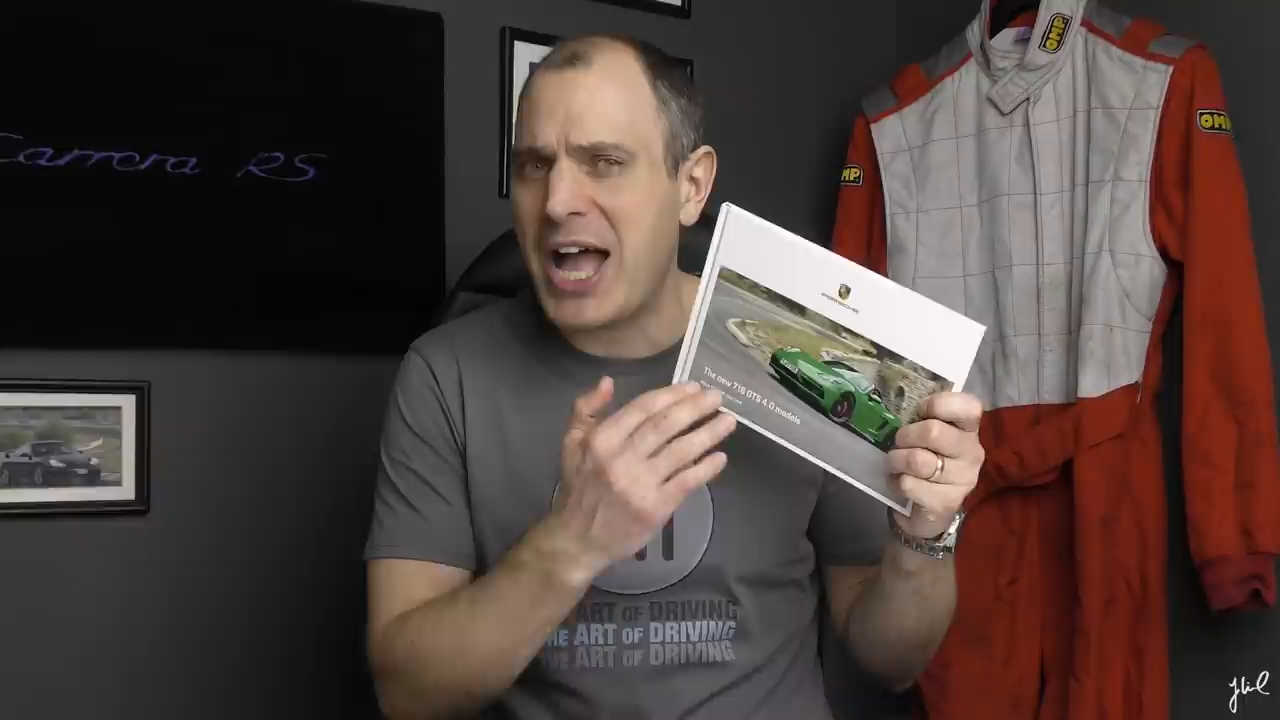 Carrera RS
OMP
OMP
OMP
PORSCHE
The new 718 GTS 4.0 models
ART OF DRIVING
THE ART OF DRIVING
THE ART OF DRIVING